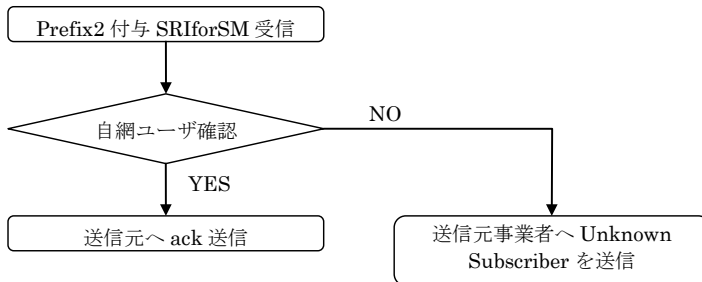 Prefix2 付与 SRIforSM 受信
自網ユーザ確認
NO
YES
送信元へ ack 送信
送信元事業者へ Unknown
Subscriber を送信